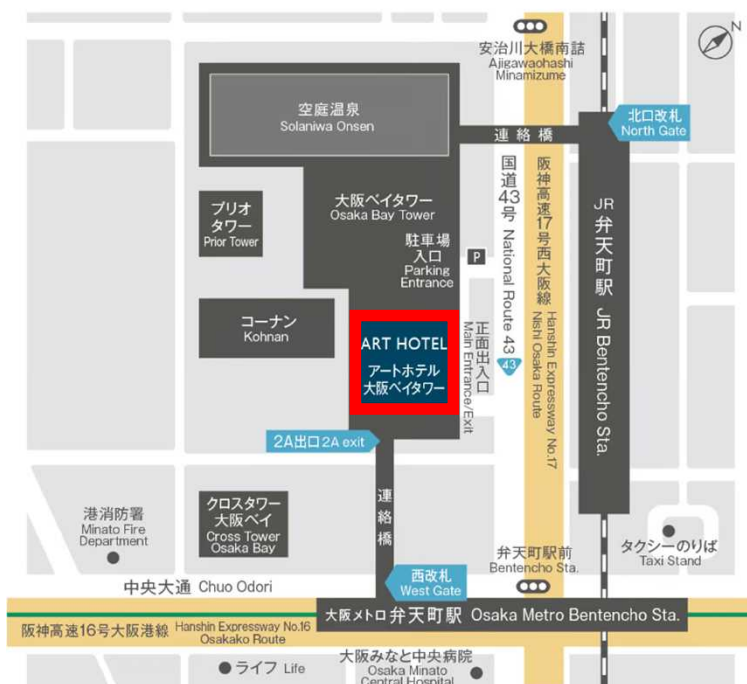 N
安治川大橋南詰
Ajigawaohashi
Minamizume
空庭温泉
Solaniwa Onsen
北口改札
North Gate
連絡橋
大阪ベイタワー
Osaka Bay Tower
プリオ
タワー
Prior Tower
駐車場
入口
Parking
Entrance
P
国道43号 National Route 43
43
阪神高速17号西大阪線
Hanshin Expressway No.17
Nishi Osaka Route
JR 弁天町駅 JR Bentencho Sta.
コーナン
Kohnan
ART HOTEL
アートホテル
大阪ベイタワー
正面出入口
Main Entrance/Exit
2A出口 2A exit
連絡橋
港消防署
Minato Fire
Department
クロスタワー
大阪ベイ
Cross Tower
Osaka Bay
弁天町駅前
Bentencho Sta.
タクシーのりば
Taxi Stand
西改札
West Gate
中央大通 Chuo Odori
大阪メトロ 弁天町駅 Osaka Metro Bentencho Sta.
阪神高速16号大阪港線 Hanshin Expressway No.16
Osakako Route
ライフ Life
大阪みなと中央病院
Osaka Minato
Central Hospital